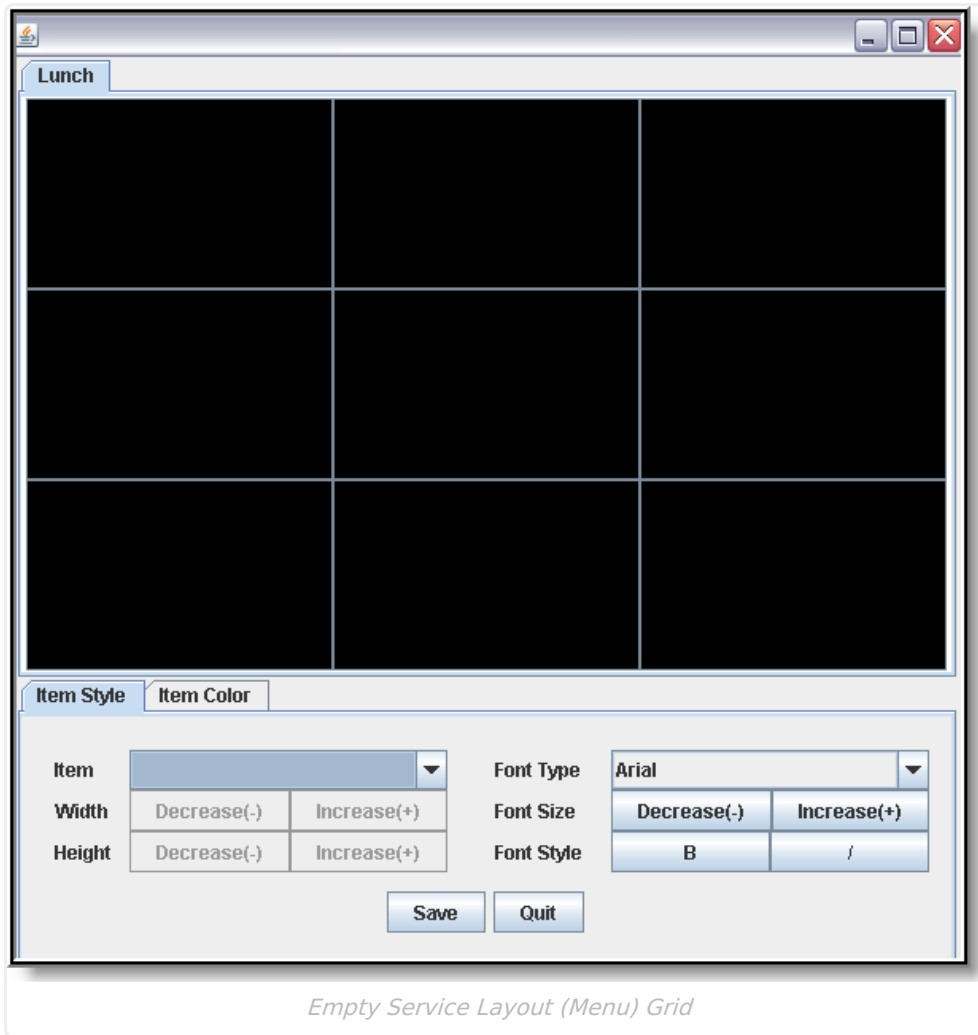 Lunch
Item Style Item Color
Item Font Type Arial
Width Decrease(-) Increase(+) Font Size Decrease(-) Increase(+)
Height Decrease(-) Increase(+) Font Style B /
Save Quit
Empty Service Layout (Menu) Grid